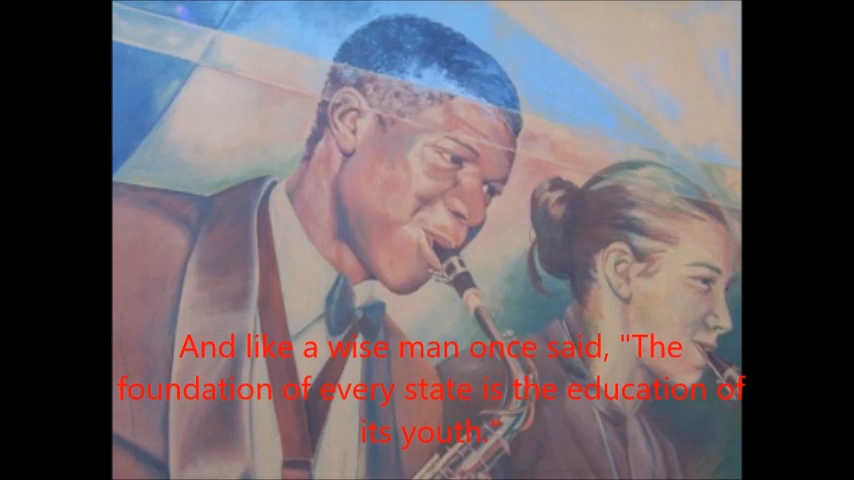 And like a wise man once said, "The
foundation of every state is the education of
its youth."